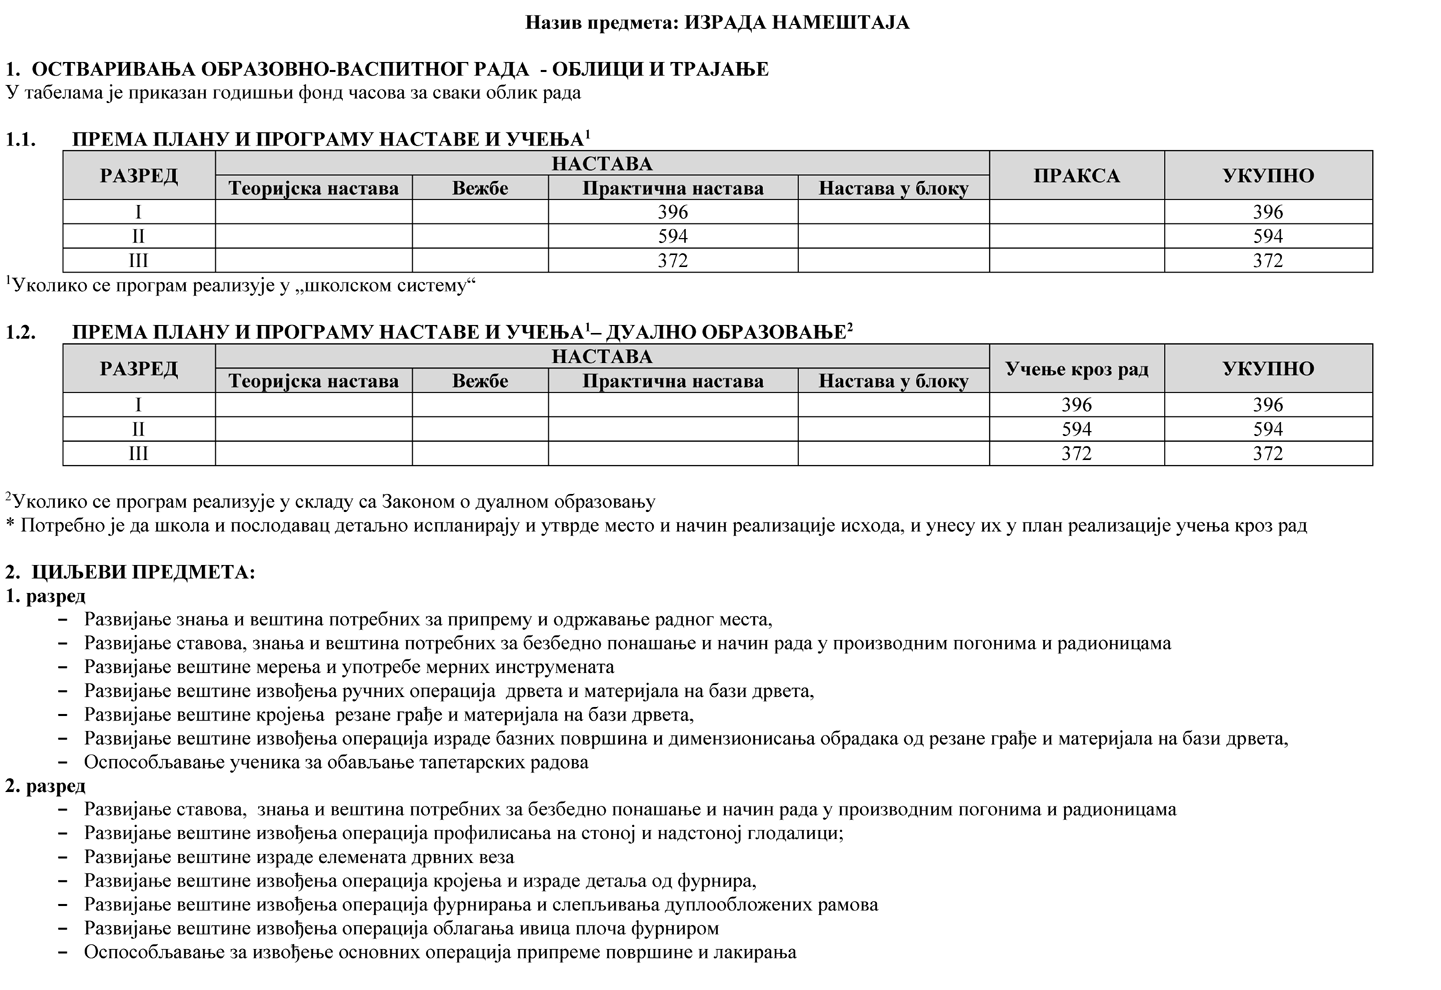 Назив предмета: ИЗРАДА НАМЕШТАЈА
1. ОСТВАРИВАЊА ОБРАЗОВНО-ВАСПИТНОГ РАДА - ОБЛИЦИ И ТРАЈАЊЕ
У табелама је приказан годишњи фонд часова за сваки облик рада
1.1. ПРЕМА ПЛАНУ И ПРОГРАМУ НАСТАВЕ И УЧЕЊА¹
РАЗРЕД НАСТАВА ПРАКСА УКУПНО
Теоријска настава Вежбе Практична настава Настава у блоку
I 396 396
II 594 594
III 372 372
¹Уколико се програм реализује у „школском систему“
1.2. ПРЕМА ПЛАНУ И ПРОГРАМУ НАСТАВЕ И УЧЕЊА¹– ДУАЛНО ОБРАЗОВАЊЕ²
РАЗРЕД НАСТАВА Учење кроз рад УКУПНО
Теоријска настава Вежбе Практична настава Настава у блоку
I 396 396
II 594 594
III 372 372
²Уколико се програм реализује у складу са Законом о дуалном образовању
* Потребно је да школа и послодавац детаљно испланирају и утврде место и начин реализације исхода, и унесу их у план реализације учења кроз рад
2. ЦИЉЕВИ ПРЕДМЕТА:
1. разред
– Развијање знања и вештина потребних за припрему и одржавање радног места,
– Развијање ставова, знања и вештина потребних за безбедно понашање и начин рада у производним погонима и радионицама
– Развијање вештине мерења и употребе мерних инструмената
– Развијање вештине извођења ручних операција дрвета и материјала на бази дрвета,
– Развијање вештине кројења резане грађе и материјала на бази дрвета,
– Развијање вештине извођења операција израде базних површина и димензионисања обрадака од резане грађе и материјала на бази дрвета,
– Оспособљавање ученика за обављање тапетарских радова
2. разред
– Развијање ставова, знања и вештина потребних за безбедно понашање и начин рада у производним погонима и радионицама
– Развијање вештине извођења операција профилисања на стоној и надстоној глодалици;
– Развијање вештине израде елемената дрвних веза
– Развијање вештине извођења операција кројења и израде детаља од фурнира,
– Развијање вештине извођења операција фурнирања и слепљивања дуплообложених рамова
– Развијање вештине извођења операција облагања ивица плоча фурниром
– Оспособљавање за извођење основних операција припреме површине и лакирања